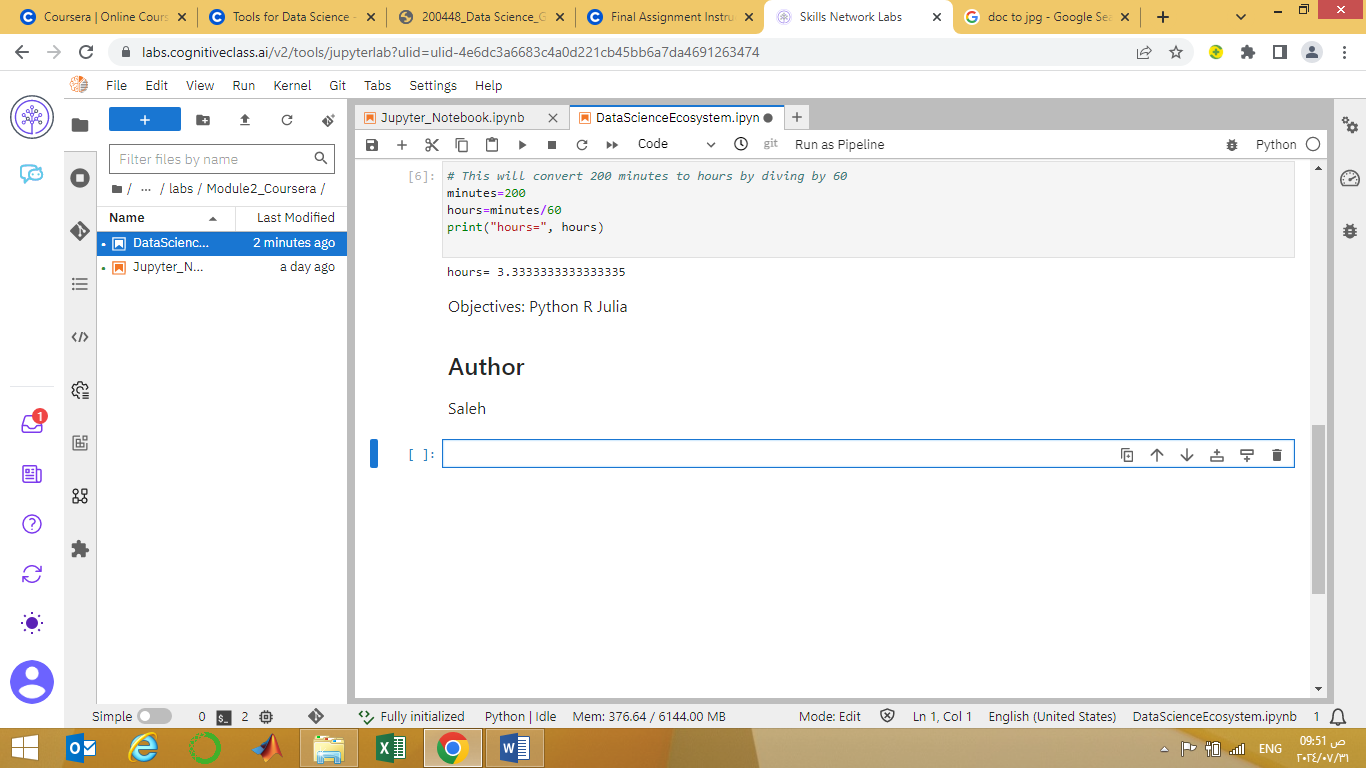 Coursera | Online Cours
Tools for Data Science -
200448_Data Science_G
Final Assignment Instru
Skills Network Labs
doc to jpg - Google Sea
labs.cognitiveclass.ai/v2/tools/jupyterlab?ulid=ulid-4e6dc3a6683c4a0d221cb45bb6a7da4691263474
File Edit View Run Kernel Git Tabs Settings Help
Filter files by name
/ ... / labs / Module2_Coursera /
Name Last Modified
DataScienc... 2 minutes ago
Jupyter_N... a day ago
1
Jupyter_Notebook.ipynb
DataScienceEcosystem.ipyn
Code git Run as Pipeline Python
[6]: # This will convert 200 minutes to hours by diving by 60
minutes=200
hours=minutes/60
print("hours=", hours)
hours= 3.3333333333333335
Objectives: Python R Julia
Author
Saleh
[ ]:
Simple 0 2 Fully initialized Python | Idle Mem: 376.64 / 6144.00 MB Mode: Edit Ln 1, Col 1 English (United States) DataScienceEcosystem.ipynb 1
ENG
09:51 ص
٢٠٢٤/٠٧/٣١